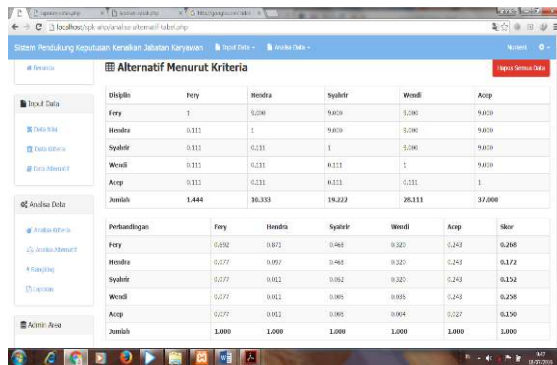 localhost/spk-ahp/analisa-alternatif-tabel.php
Sistem Pendukung Keputusan Kenaikan Jabatan Karyawan Input Data Analisa Data
Beranda
Alternatif Menurut Kriteria
Hapus Semua Data
Input Data
Data Nilai
Data Kriteria
Data Alternatif
Analisa Data
Analisa Kriteria
Analisa Alternatif
Rangking
Laporan
Admin Area
Disiplin Fery Hendra Syahrir Wendi Acep
Fery 1 9.000 9.000 9.000 9.000
Hendra 0.111 1 9.000 9.000 9.000
Syahrir 0.111 0.111 1 9.000 9.000
Wendi 0.111 0.111 0.111 1 9.000
Acep 0.111 0.111 0.111 0.111 1
Jumlah 1.444 10.333 19.222 28.111 37.000
Perbandingan Fery Hendra Syahrir Wendi Acep Skor
Fery 0.692 0.871 0.468 0.320 0.243 0.268
Hendra 0.077 0.097 0.468 0.320 0.243 0.172
Syahrir 0.077 0.011 0.052 0.320 0.243 0.152
Wendi 0.077 0.011 0.006 0.036 0.243 0.258
Acep 0.077 0.011 0.006 0.004 0.027 0.150
Jumlah 1.000 1.000 1.000 1.000 1.000 1.000
9:47
18/07/2016